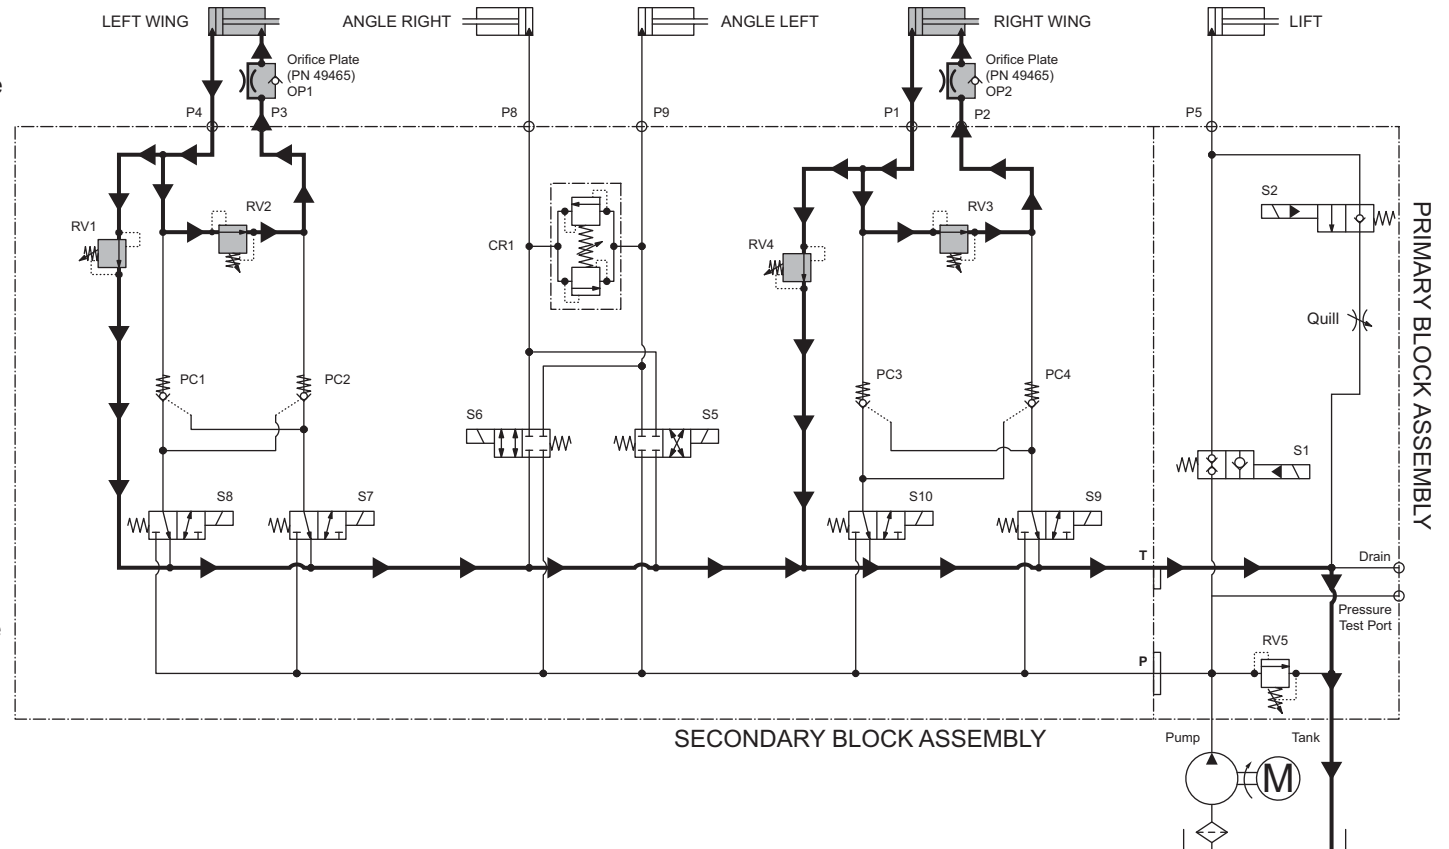 LEFT WING
ANGLE RIGHT
ANGLE LEFT
RIGHT WING
LIFT
Orifice Plate
(PN 49465)
OP1
Orifice Plate
(PN 49465)
OP2
e
P4
P3
P8
P9
P1
P2
P5
S2
RV1
RV2
CR1
RV4
RV3
Quill
PRIMARY BLOCK ASSEMBLY
PC1
PC2
PC3
PC4
S6
S5
S1
S8
S7
S10
S9
T
Drain
Pressure
Test Port
e
P
RV5
SECONDARY BLOCK ASSEMBLY
Pump
Tank
M